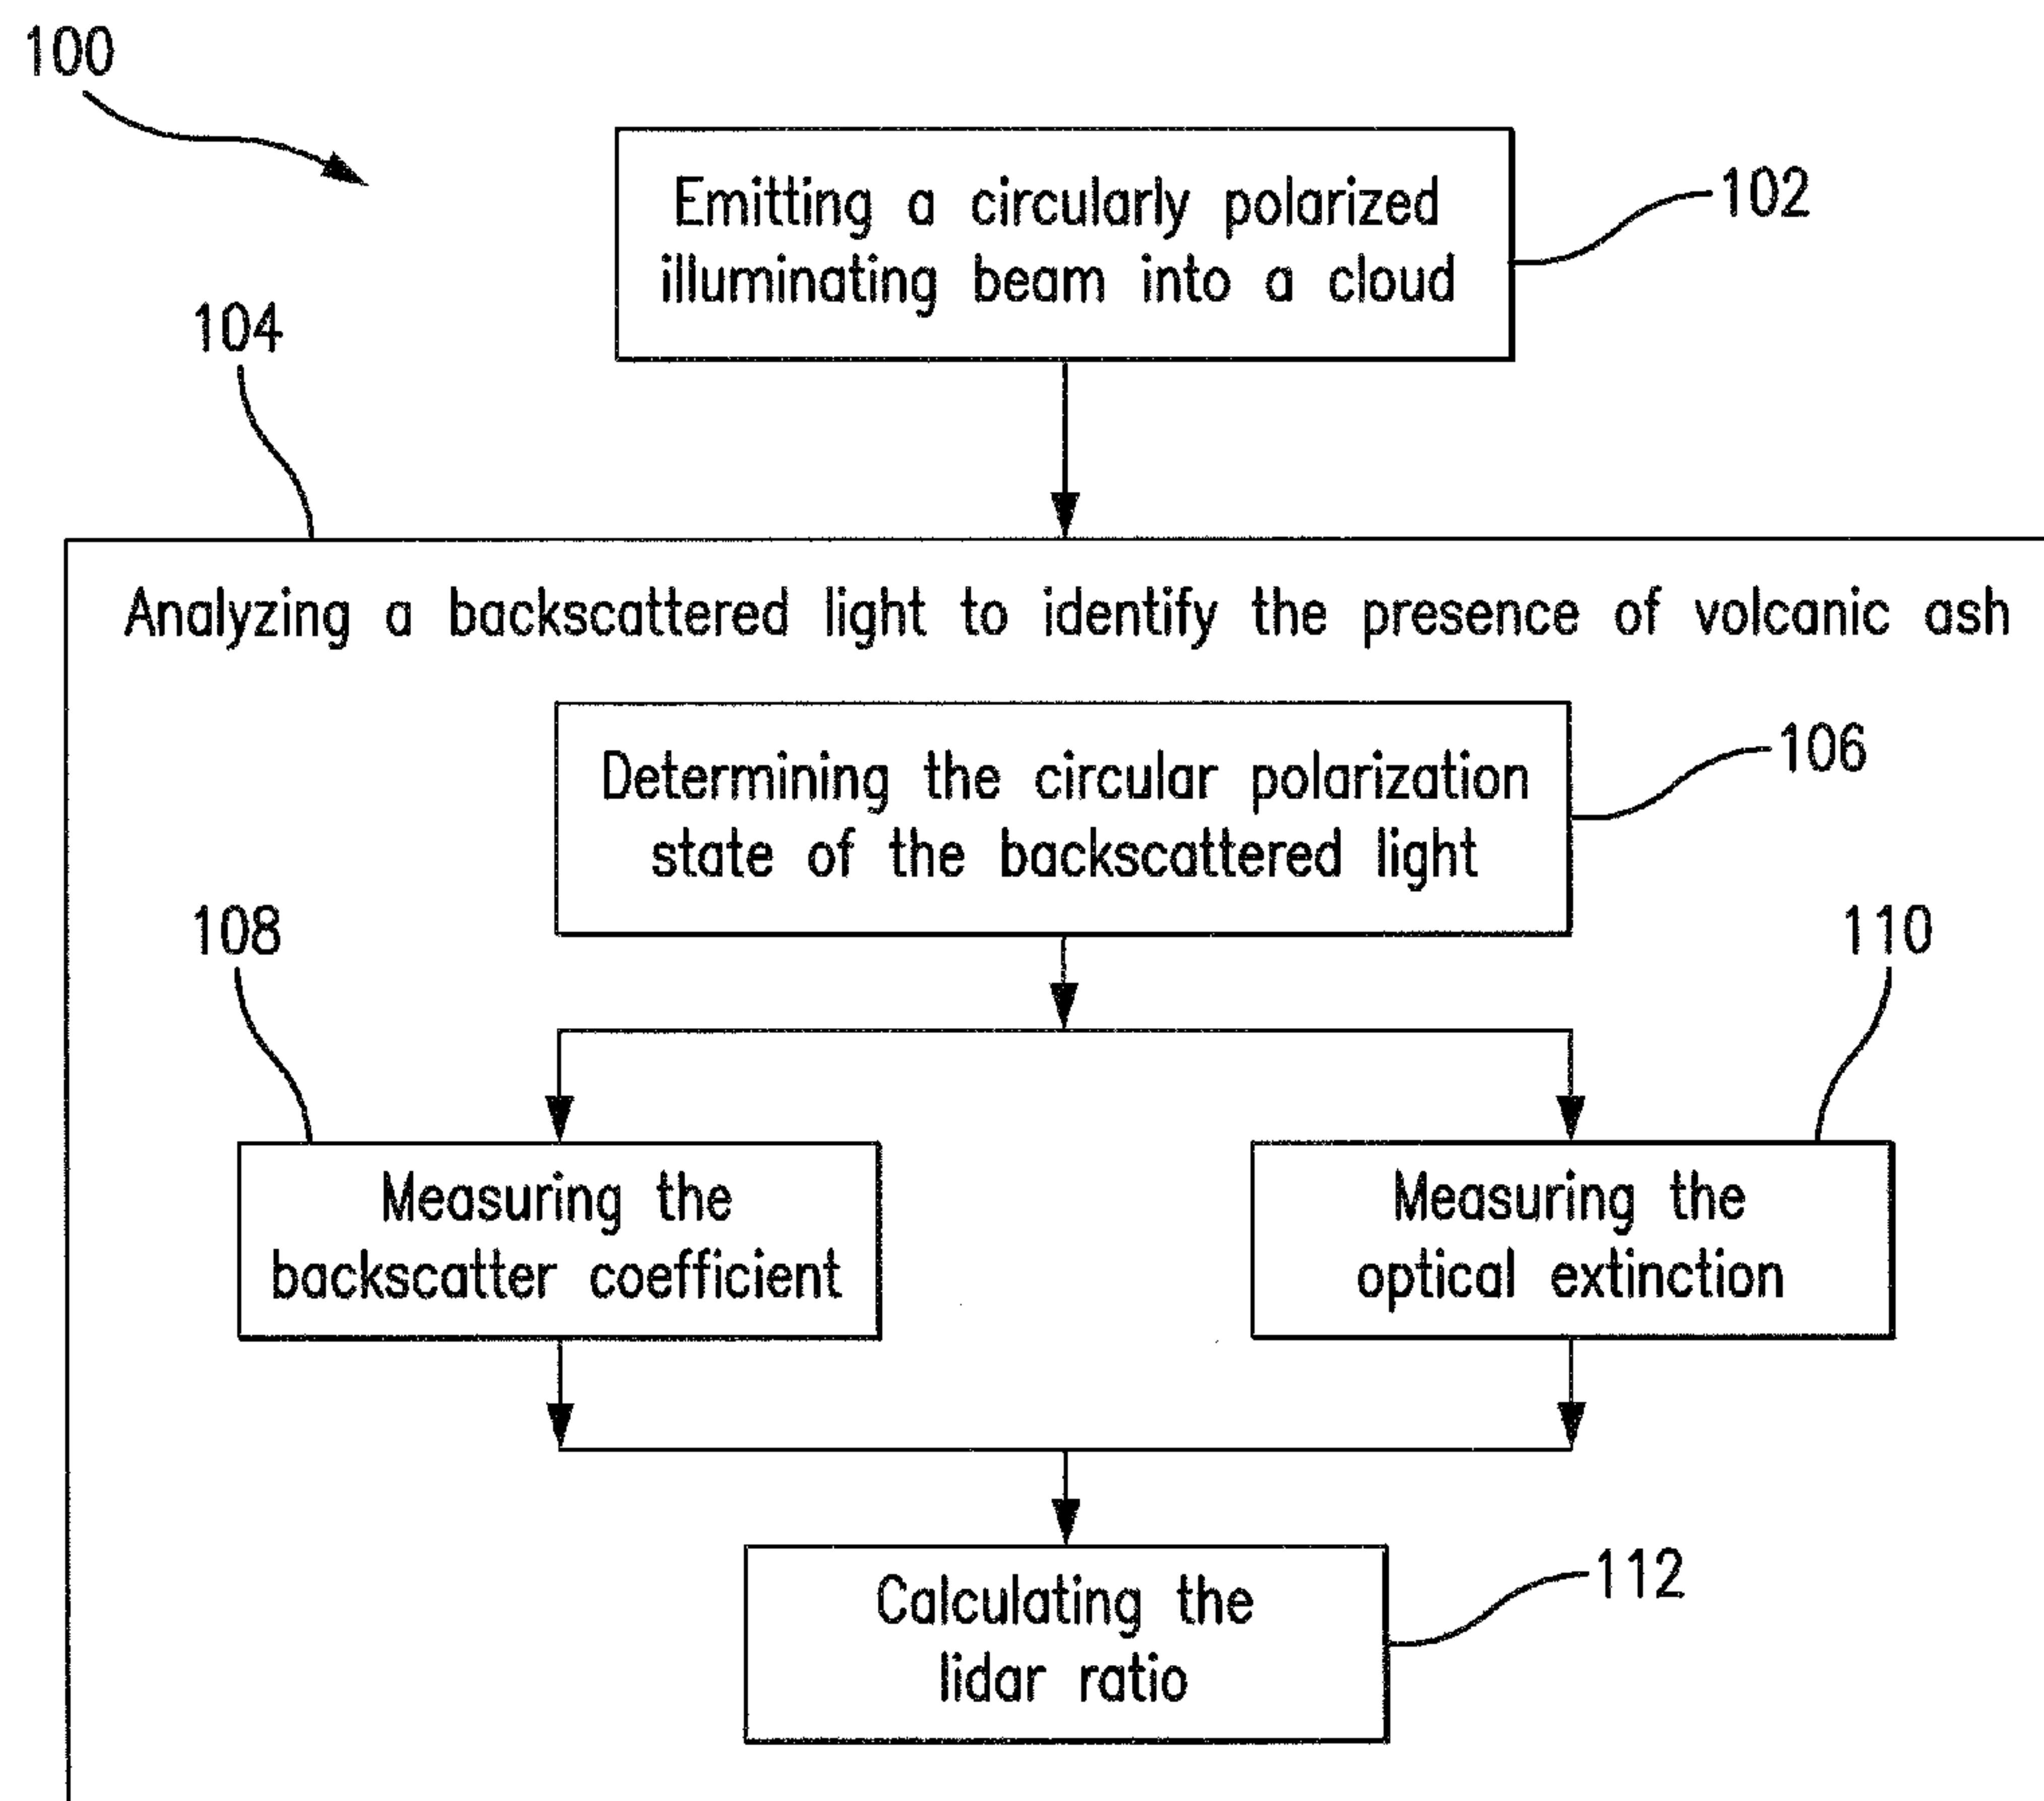 100
Emitting a circularly polarized
illuminating beam into a cloud
102
104
Analyzing a backscattered light to identify the presence of volcanic ash
Determining the circular polarization
state of the backscattered light
106
108
110
Measuring the
backscatter coefficient
Measuring the
optical extinction
Calculating the
lidar ratio
112